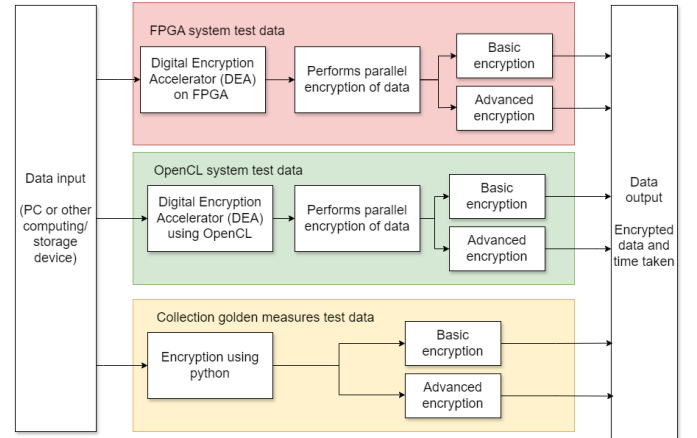 FPGA system test data
Digital Encryption
Accelerator (DEA)
on FPGA
Performs parallel
encryption of data
Basic
encryption
Advanced
encryption
Data input
(PC or other
computing/
storage
device)
OpenCL system test data
Digital Encryption
Accelerator (DEA)
using OpenCL
Performs parallel
encryption of data
Basic
encryption
Advanced
encryption
Data
output
Encrypted
data and
time taken
Collection golden measures test data
Encryption using
python
Basic
encryption
Advanced
encryption